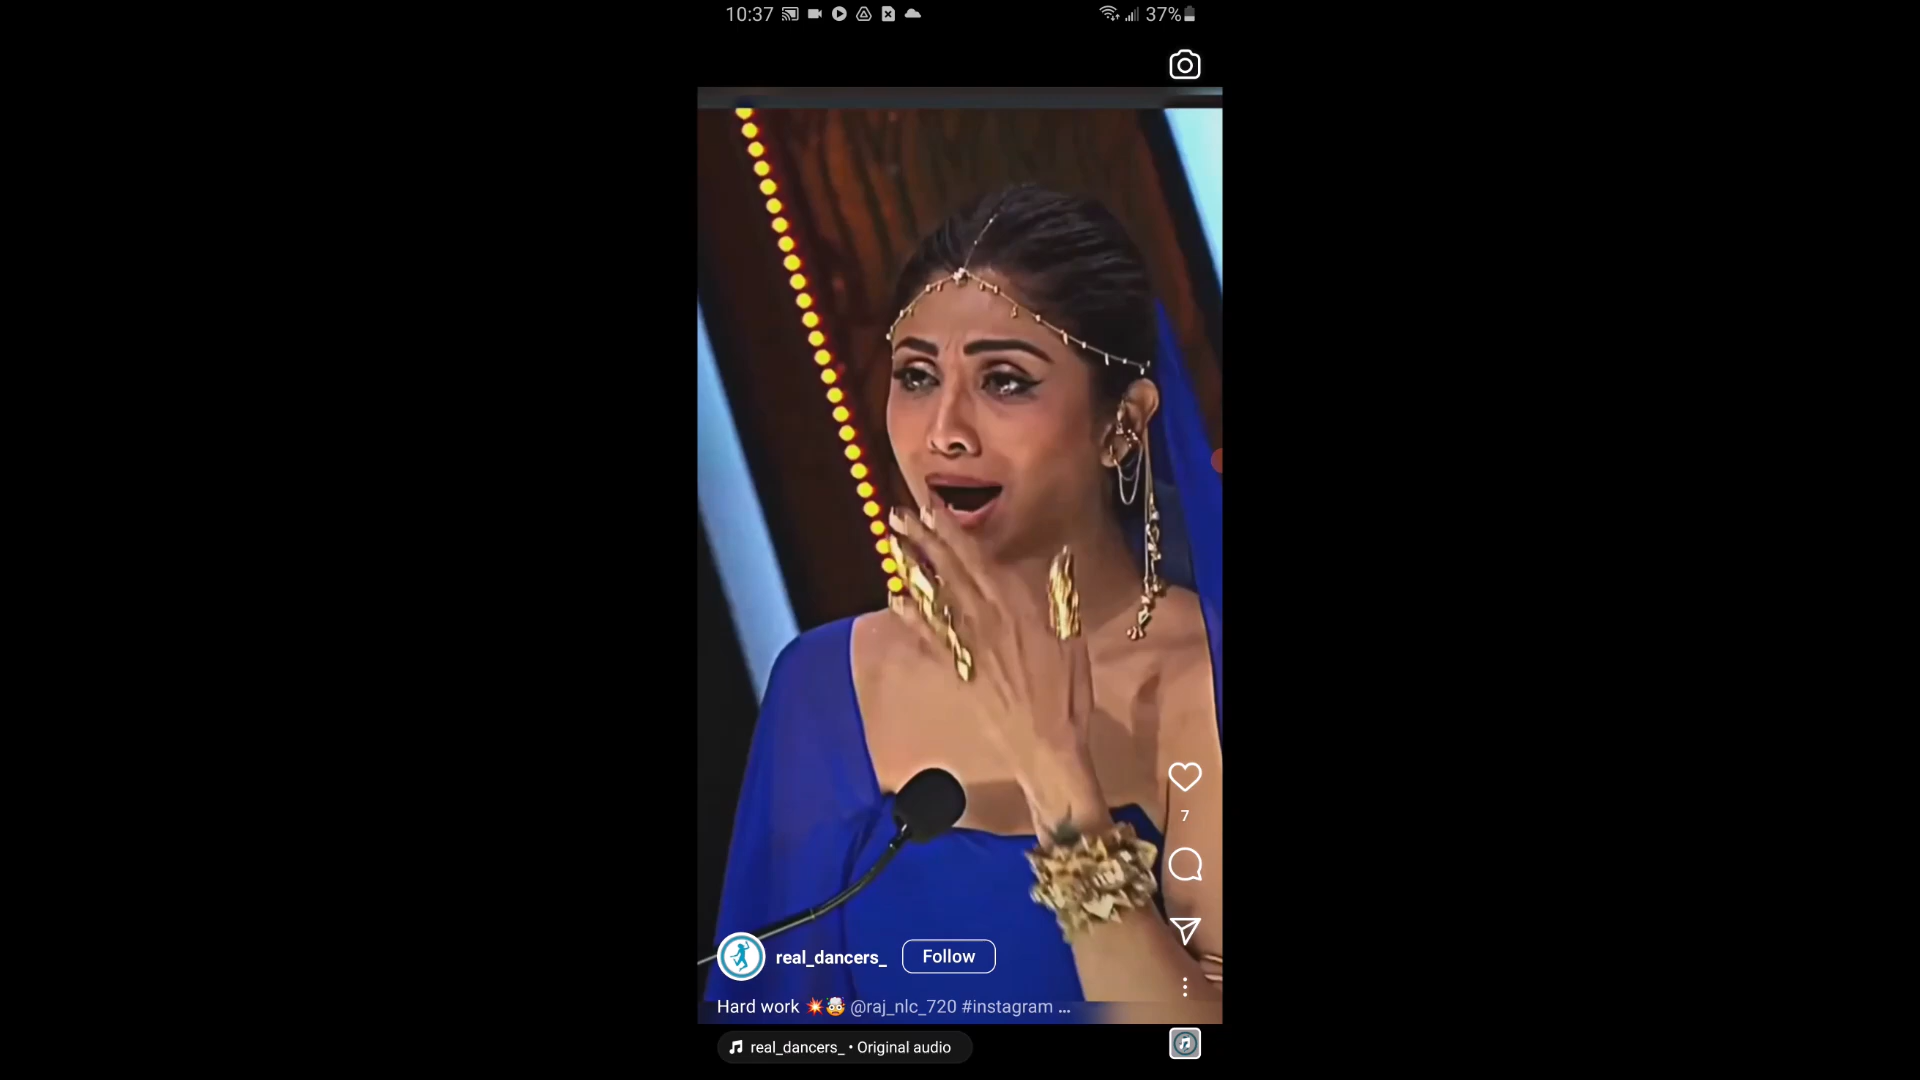 10:37
37%
7
real_dancers_ Follow
Hard work 💥🤯 @raj_nlc_720 #instagram ...
real_dancers_ • Original audio